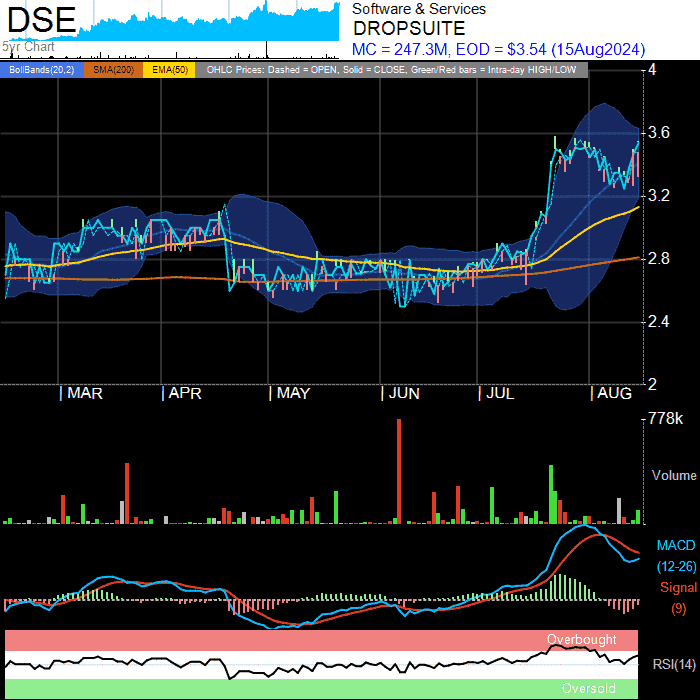 DSE
5yr Chart
Software & Services
DROPSUITE
MC = 247.3M, EOD = $3.54 (15Aug2024)
BollBands(20,2) SMA(200) EMA(50) OHLC Prices: Dashed = OPEN, Solid = CLOSE, Green/Red bars = Intra-day HIGH/LOW
4
3.6
3.2
2.8
2.4
2
MAR APR MAY JUN JUL AUG
778k
Volume
MACD
(12-26)
Signal
(9)
Overbought
RSI(14)
Oversold